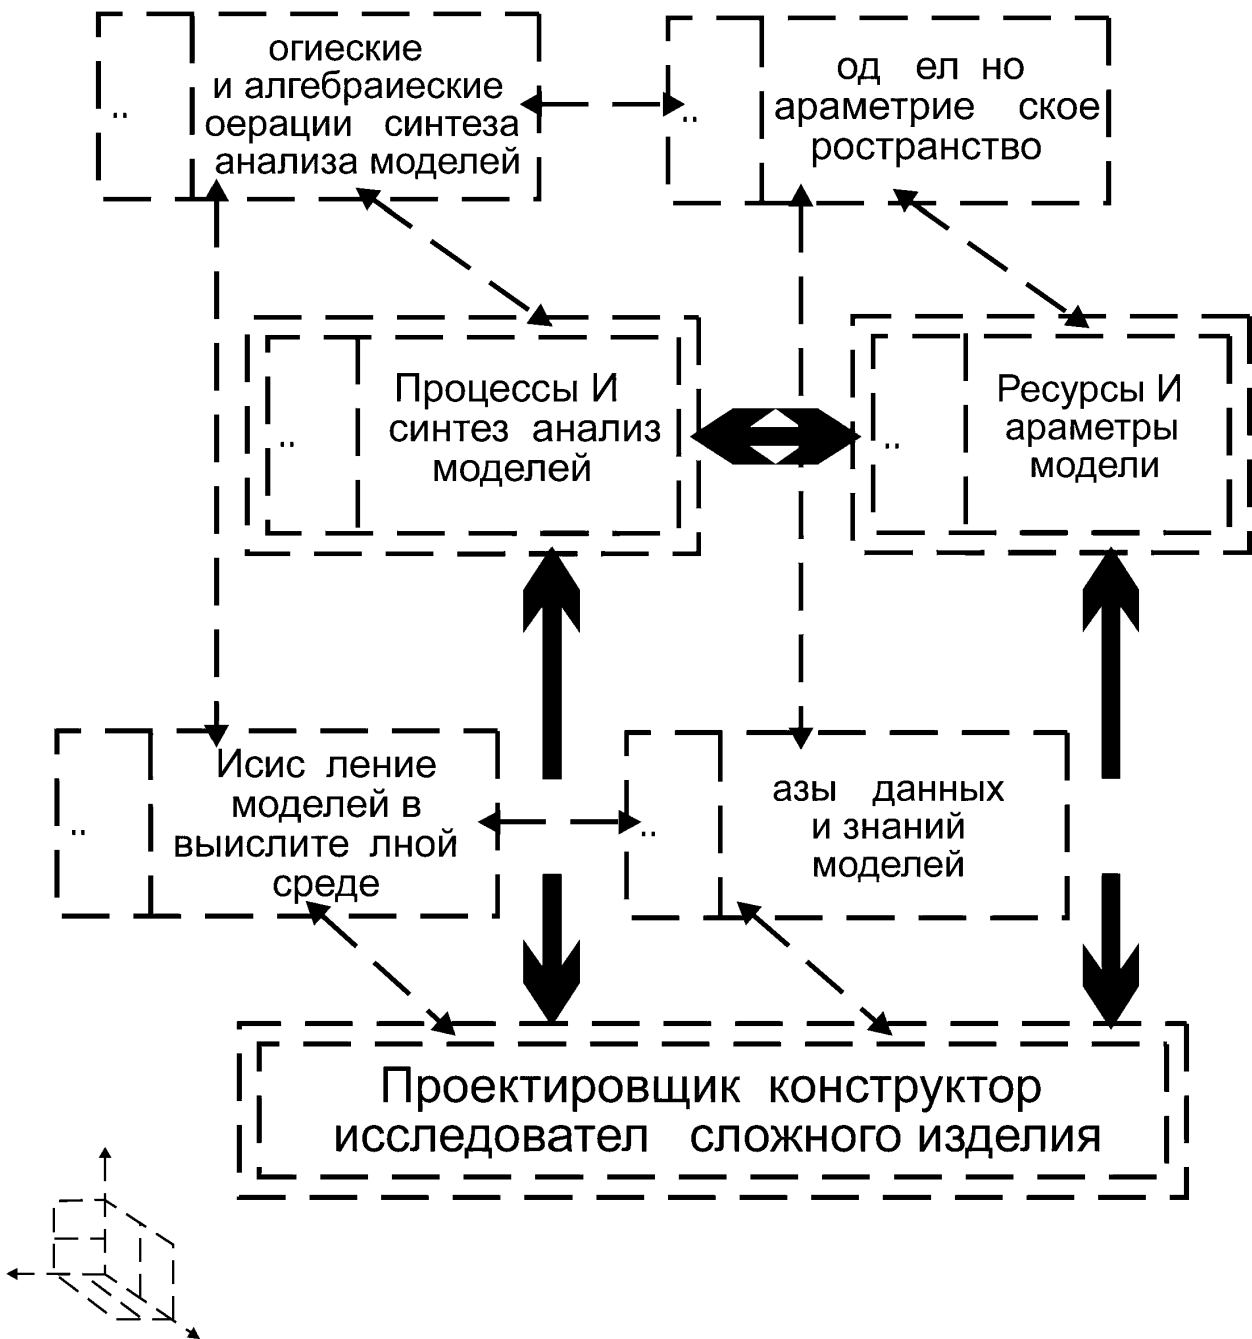 огиеские
и алгебраиеские
оерации синтеза
анализа моделей
од ел но
араметрие ское
ространство
..
..
Процессы И
синтез анализ
моделей
Ресурсы И
араметры
модели
..
..
Исис ление
моделей в
выислите лной
среде
азы данных
и знаний
моделей
..
..
Проектировщик конструктор
исследовател сложного изделия